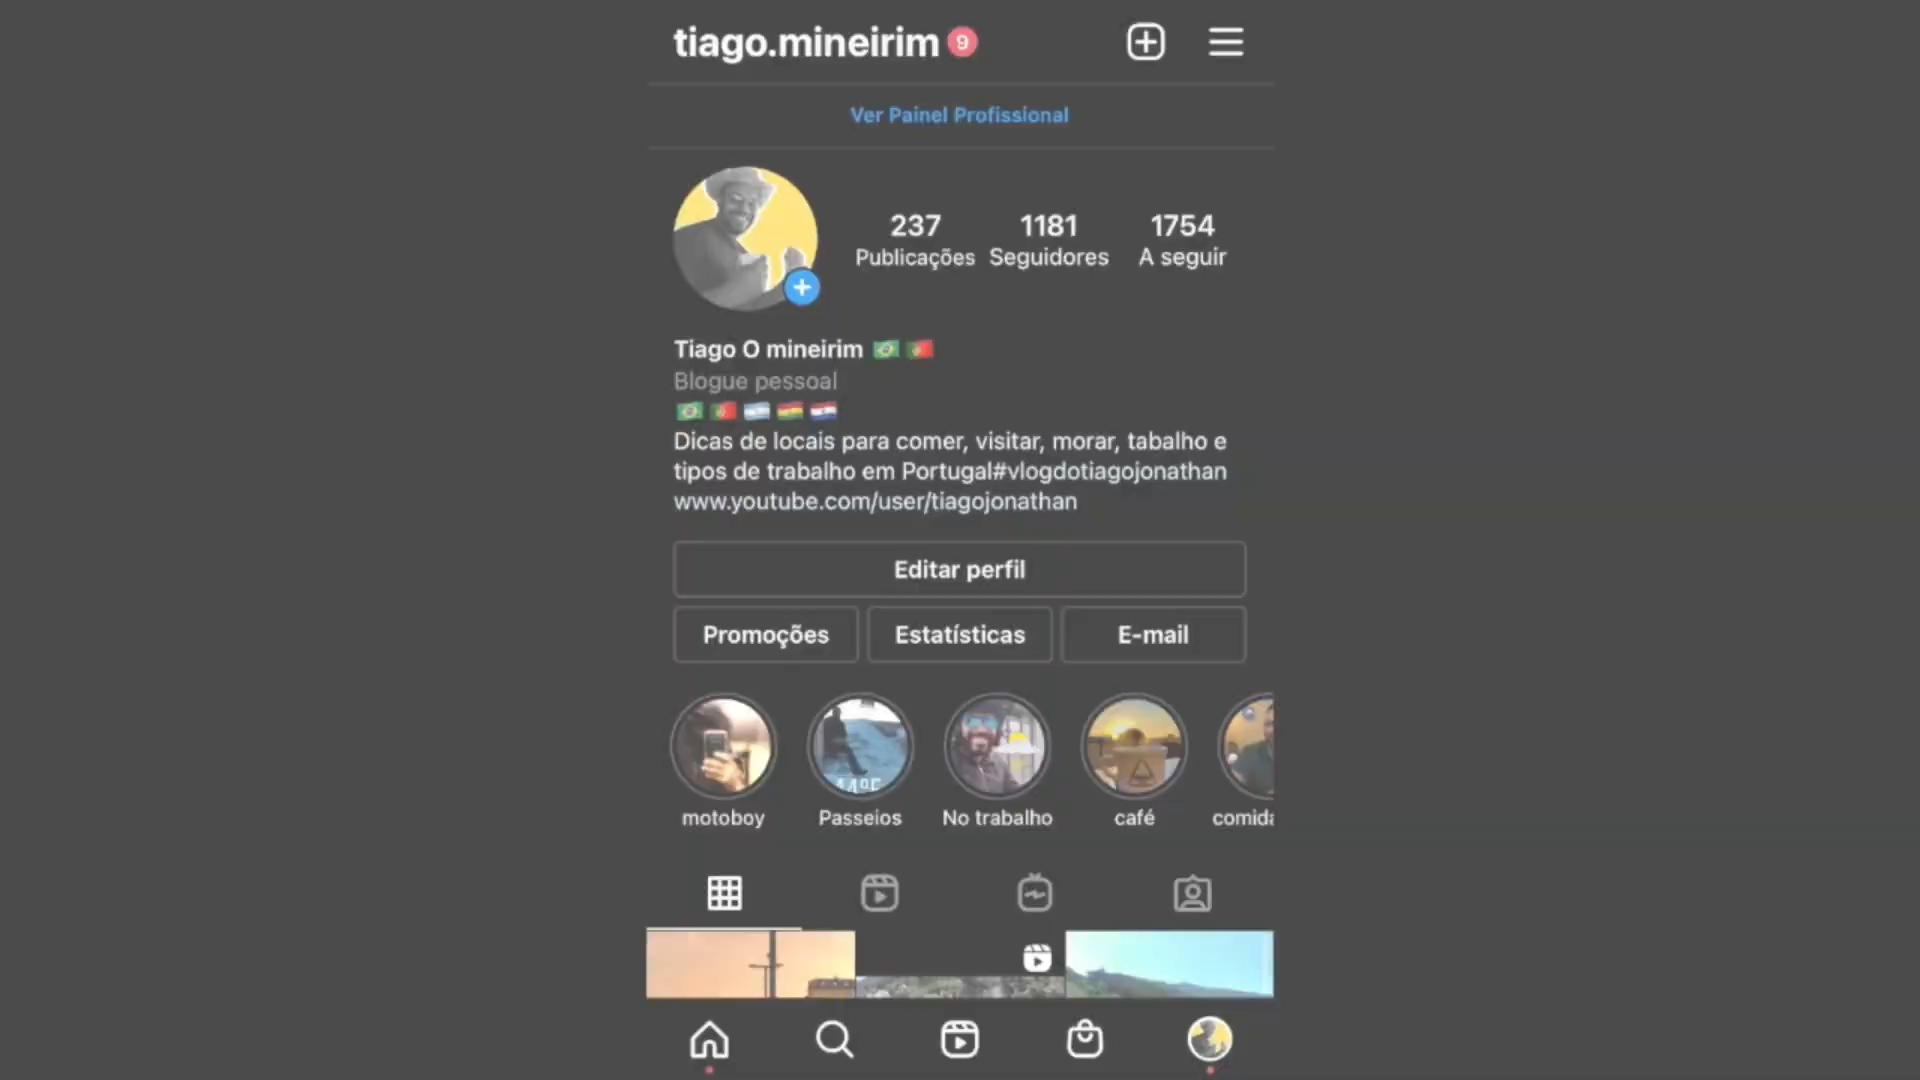 tiago.mineirim 9
Ver Painel Profissional
237 1181 1754
Publicações Seguidores A seguir
Tiago O mineirim
Blogue pessoal
Dicas de locais para comer, visitar, morar, tabalho e
tipos de trabalho em Portugal#vlogdotiagojonathan
www.youtube.com/user/tiagojonathan
Editar perfil
Promoções Estatísticas E-mail
motoboy Passeios No trabalho café